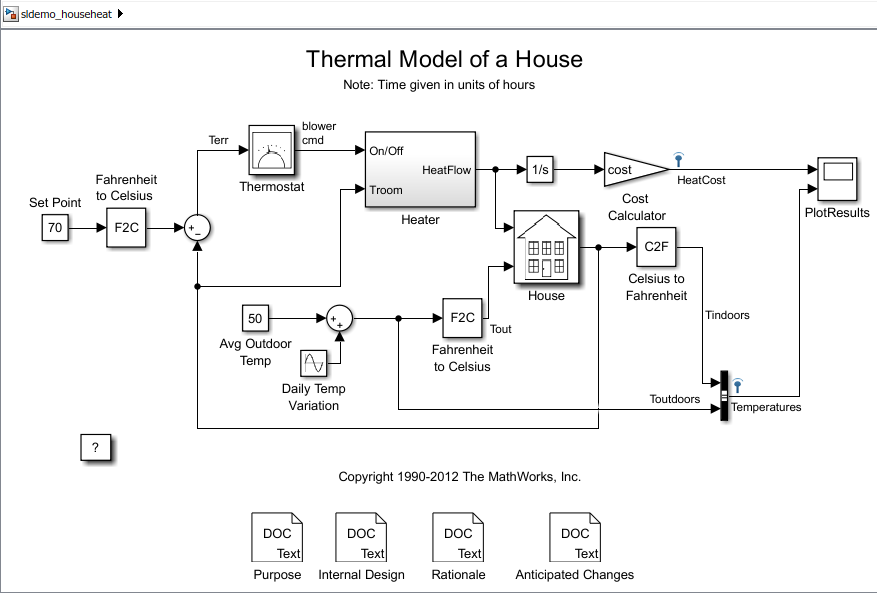 sldemo_househeat
Thermal Model of a House
Note: Time given in units of hours
Terr
blower
cmd
Thermostat
On/Off
Troom
HeatFlow
Heater
1/s
cost
Cost
Calculator
HeatCost
PlotResults
Set Point
70
Fahrenheit
to Celsius
F2C
House
C2F
Celsius to
Fahrenheit
Tindoors
50
Avg Outdoor
Temp
Daily Temp
Variation
F2C
Fahrenheit
to Celsius
Tout
Toutdoors
Temperatures
?
Copyright 1990-2012 The MathWorks, Inc.
DOC
Text
Purpose
DOC
Text
Internal Design
DOC
Text
Rationale
DOC
Text
Anticipated Changes